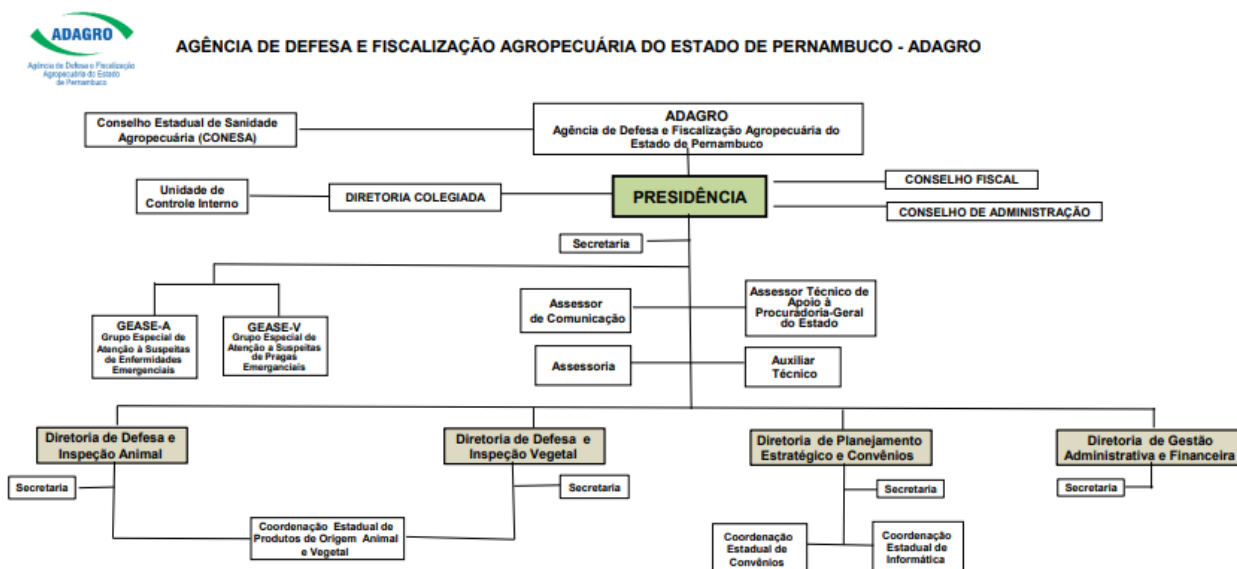 ADAGRO
Agência de Defesa e Fiscalização
Agropecuária do Estado
de Pernambuco
AGÊNCIA DE DEFESA E FISCALIZAÇÃO AGROPECUÁRIA DO ESTADO DE PERNAMBUCO - ADAGRO
Conselho Estadual de Sanidade
Agropecuária (CONESA)
ADAGRO
Agência de Defesa e Fiscalização Agropecuária do
Estado de Pernambuco
Unidade de
Controle Interno
DIRETORIA COLEGIADA
PRESIDÊNCIA
CONSELHO FISCAL
CONSELHO DE ADMINISTRAÇÃO
Secretaria
GEASE-A
Grupo Especial de
Atenção à Suspeitas
de Enfermidades
Emergenciais
GEASE-V
Grupo Especial de
Atenção a Suspeitas
de Pragas
Emerganciais
Assessor
de Comunicação
Assessor Técnico de
Apoio à
Procuradoria-Geral
do Estado
Assessoria
Auxiliar
Técnico
Diretoria de Defesa e
Inspeção Animal
Diretoria de Defesa e
Inspeção Vegetal
Diretoria de Planejamento
Estratégico e Convênios
Diretoria de Gestão
Administrativa e Financeira
Secretaria
Secretaria
Secretaria
Secretaria
Coordenação Estadual de
Produtos de Origem Animal
e Vegetal
Coordenação
Estadual de
Convênios
Coordenação
Estadual de
Informática